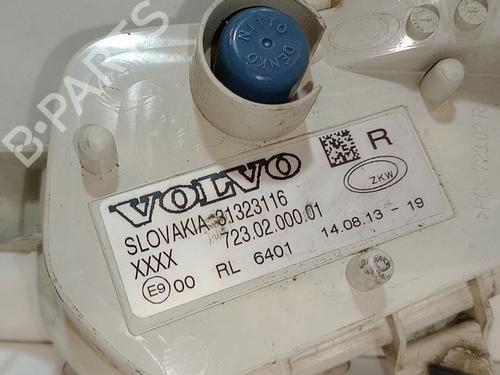 NITTO DENKO
B-PARTS
VOLVO
R
SLOVAKIA 31323116
ZKW
XXXX 723.02.000.01
14.08.13 - 19
E9 00 RL 6401